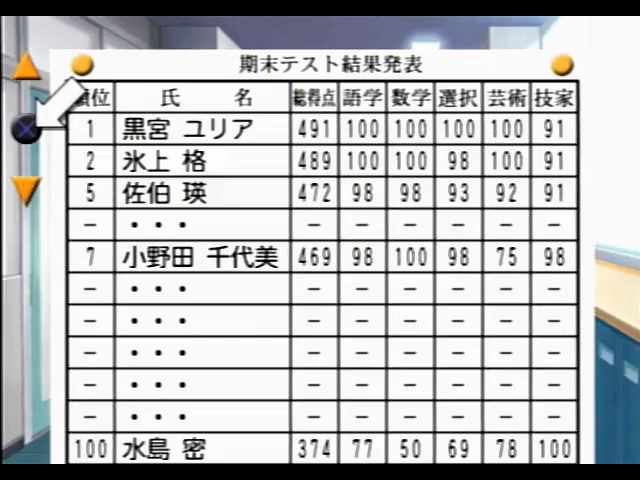 期末テスト結果発表
順位 氏 名 総得点 語学 数学 選択 芸術 技家
1 黒宮 ユリア 491 100 100 100 100 91
2 氷上 格 489 100 100 98 100 91
5 佐伯 瑛 472 98 98 93 92 91
− ・・・ − − − − − −
7 小野田 千代美 469 98 100 98 75 98
− ・・・ − − − − − −
− ・・・ − − − − − −
− ・・・ − − − − − −
− ・・・ − − − − − −
− ・・・ − − − − − −
100 水島 密 374 77 50 69 78 100